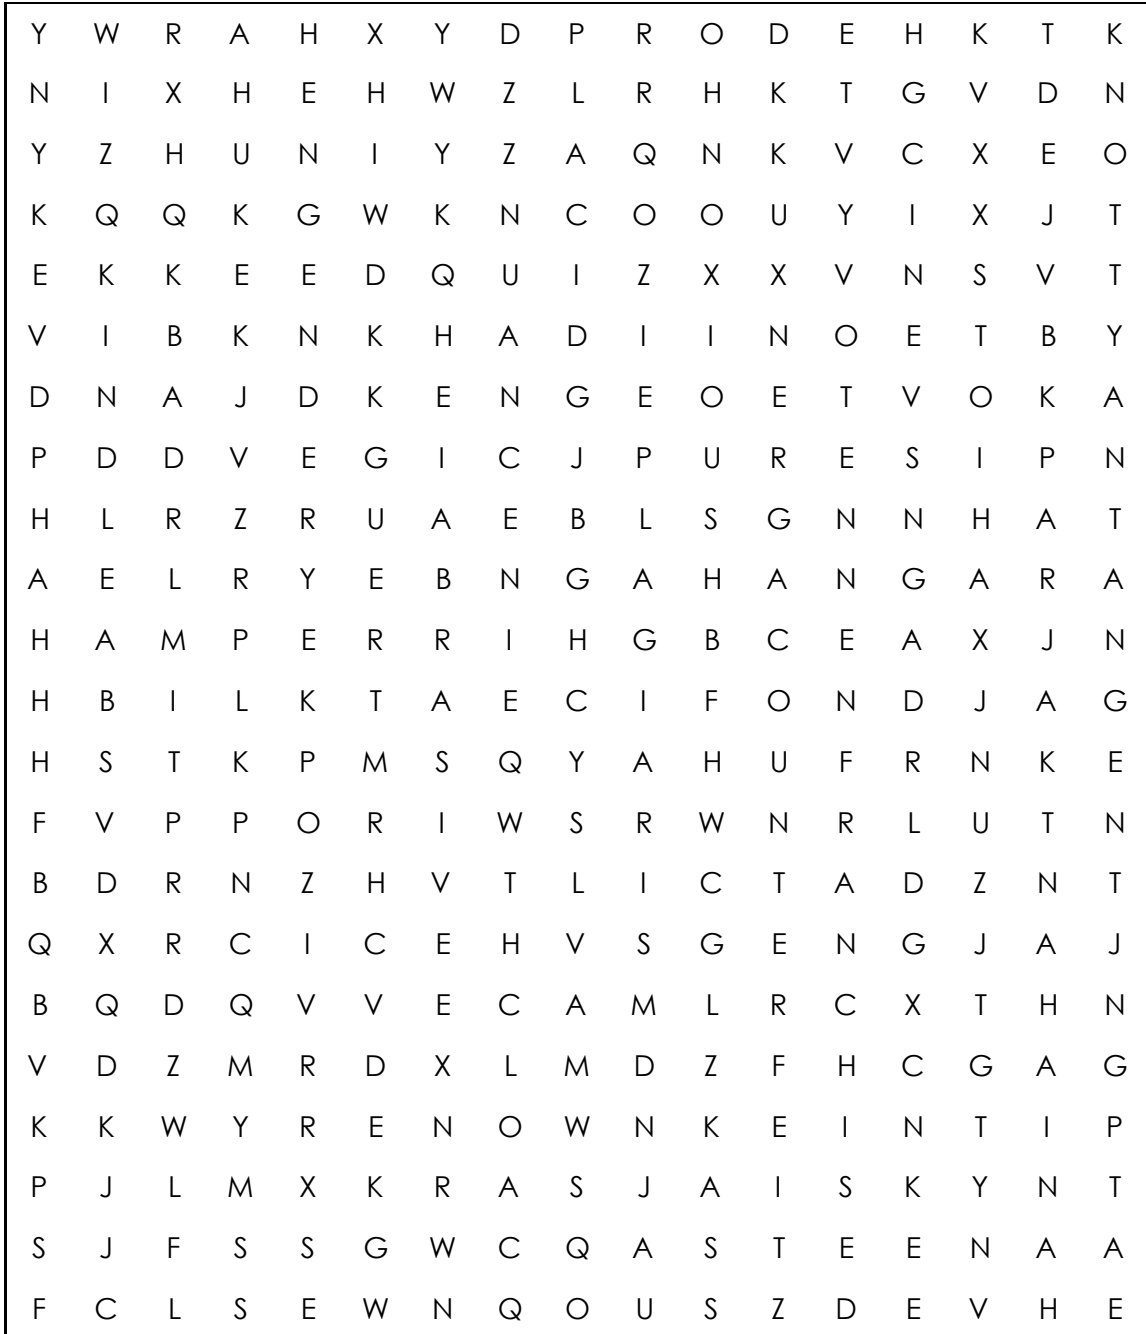 Y W R A H X Y D P R O D E H K T K
N I X H E H W Z L R H K T G V D N
Y Z H U N I Y Z A Q N K V C X E O
K Q Q K G W K N C O O U Y I X J T
E K K E E D Q U I Z X X V N S V T
V I B K N K H A D I I N O E T B Y
D N A J D K E N G E O E T V O K A
P D D V E G I C J P U R E S I P N
H L R Z R U A E B L S G N N H A T
A E L R Y E B N G A H A N G A R A
H A M P E R R I H G B C E A X J N
H B I L K T A E C I F O N D J A G
H S T K P M S Q Y A H U F R N K E
F V P P O R I W S R W N R L U T N
B D R N Z H V T L I C T A D Z N T
Q X R C I C E H V S G E N G J A J
B Q D Q V V E C A M L R C X T H N
V D Z M R D X L M D Z F H C G A G
K K W Y R E N O W N K E I N T I P
P J L M X K R A S J A I S K Y N T
S J F S S G W C Q A S T E E N A A
F C L S E W N Q O U S Z D E V H E